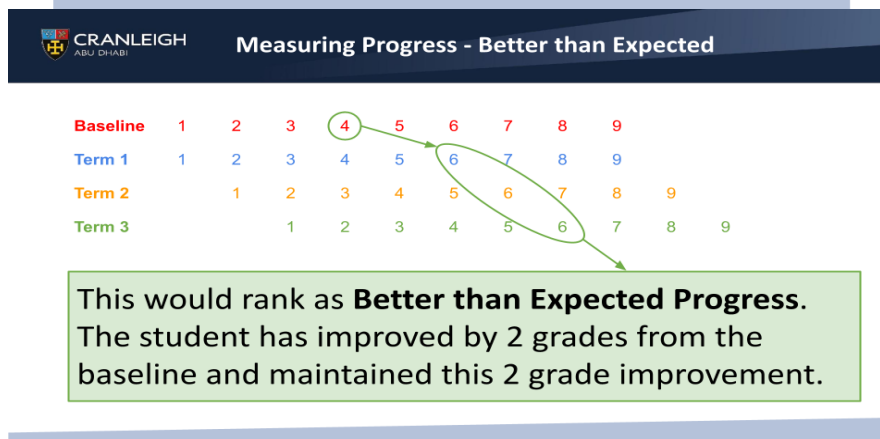 CRANLEIGH
ABU DHABI
Measuring Progress - Better than Expected
Baseline 1 2 3 4 5 6 7 8 9
Term 1 1 2 3 4 5 6 7 8 9
Term 2 1 2 3 4 5 6 7 8 9
Term 3 1 2 3 4 5 6 7 8 9
This would rank as Better than Expected Progress.
The student has improved by 2 grades from the
baseline and maintained this 2 grade improvement.